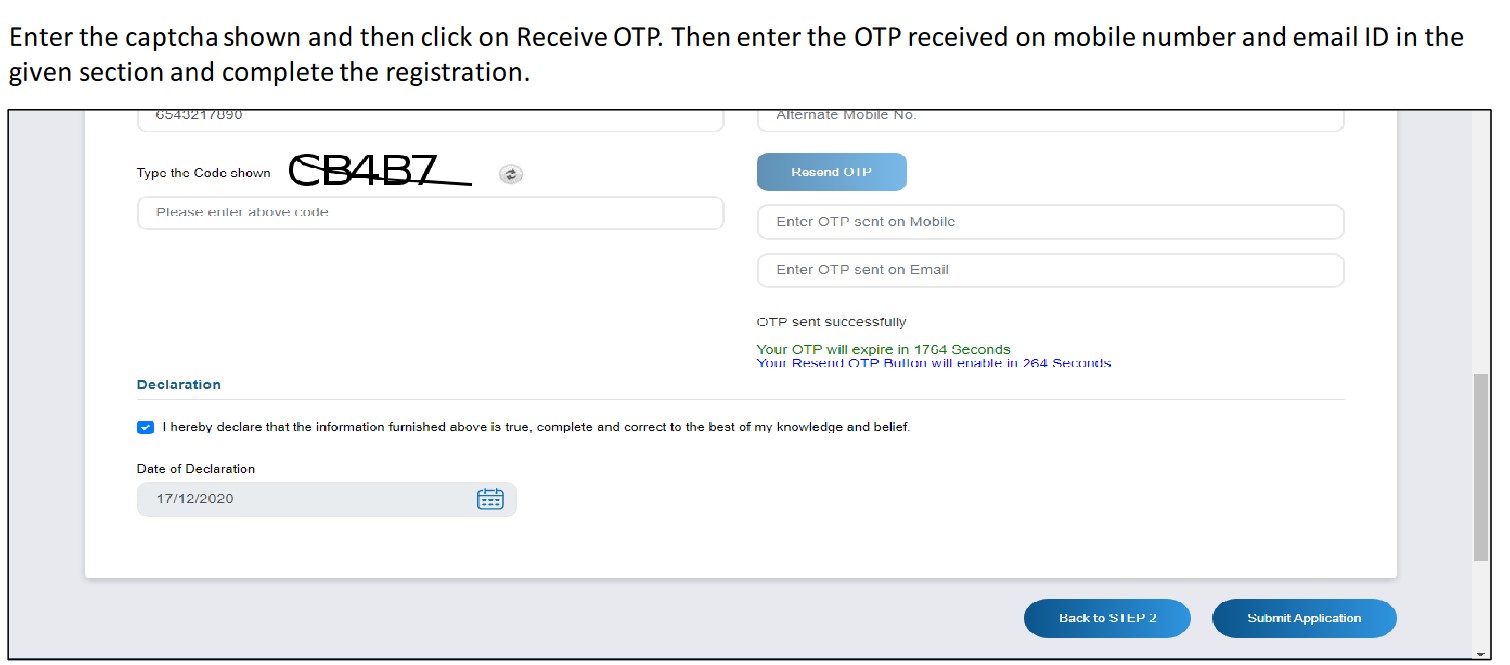 Enter the captcha shown and then click on Receive OTP. Then enter the OTP received on mobile number and email ID in the
given section and complete the registration.
6543217890
Alternate Mobile No.
Type the Code shown
CB4B7
Resend OTP
Please enter above code
Enter OTP sent on Mobile
Enter OTP sent on Email
OTP sent successfully
Your OTP will expire in 1764 Seconds
Your Resend OTP Button will enable in 264 Seconds
Declaration
I hereby declare that the information furnished above is true, complete and correct to the best of my knowledge and belief.
Date of Declaration
17/12/2020
Back to STEP 2
Submit Application